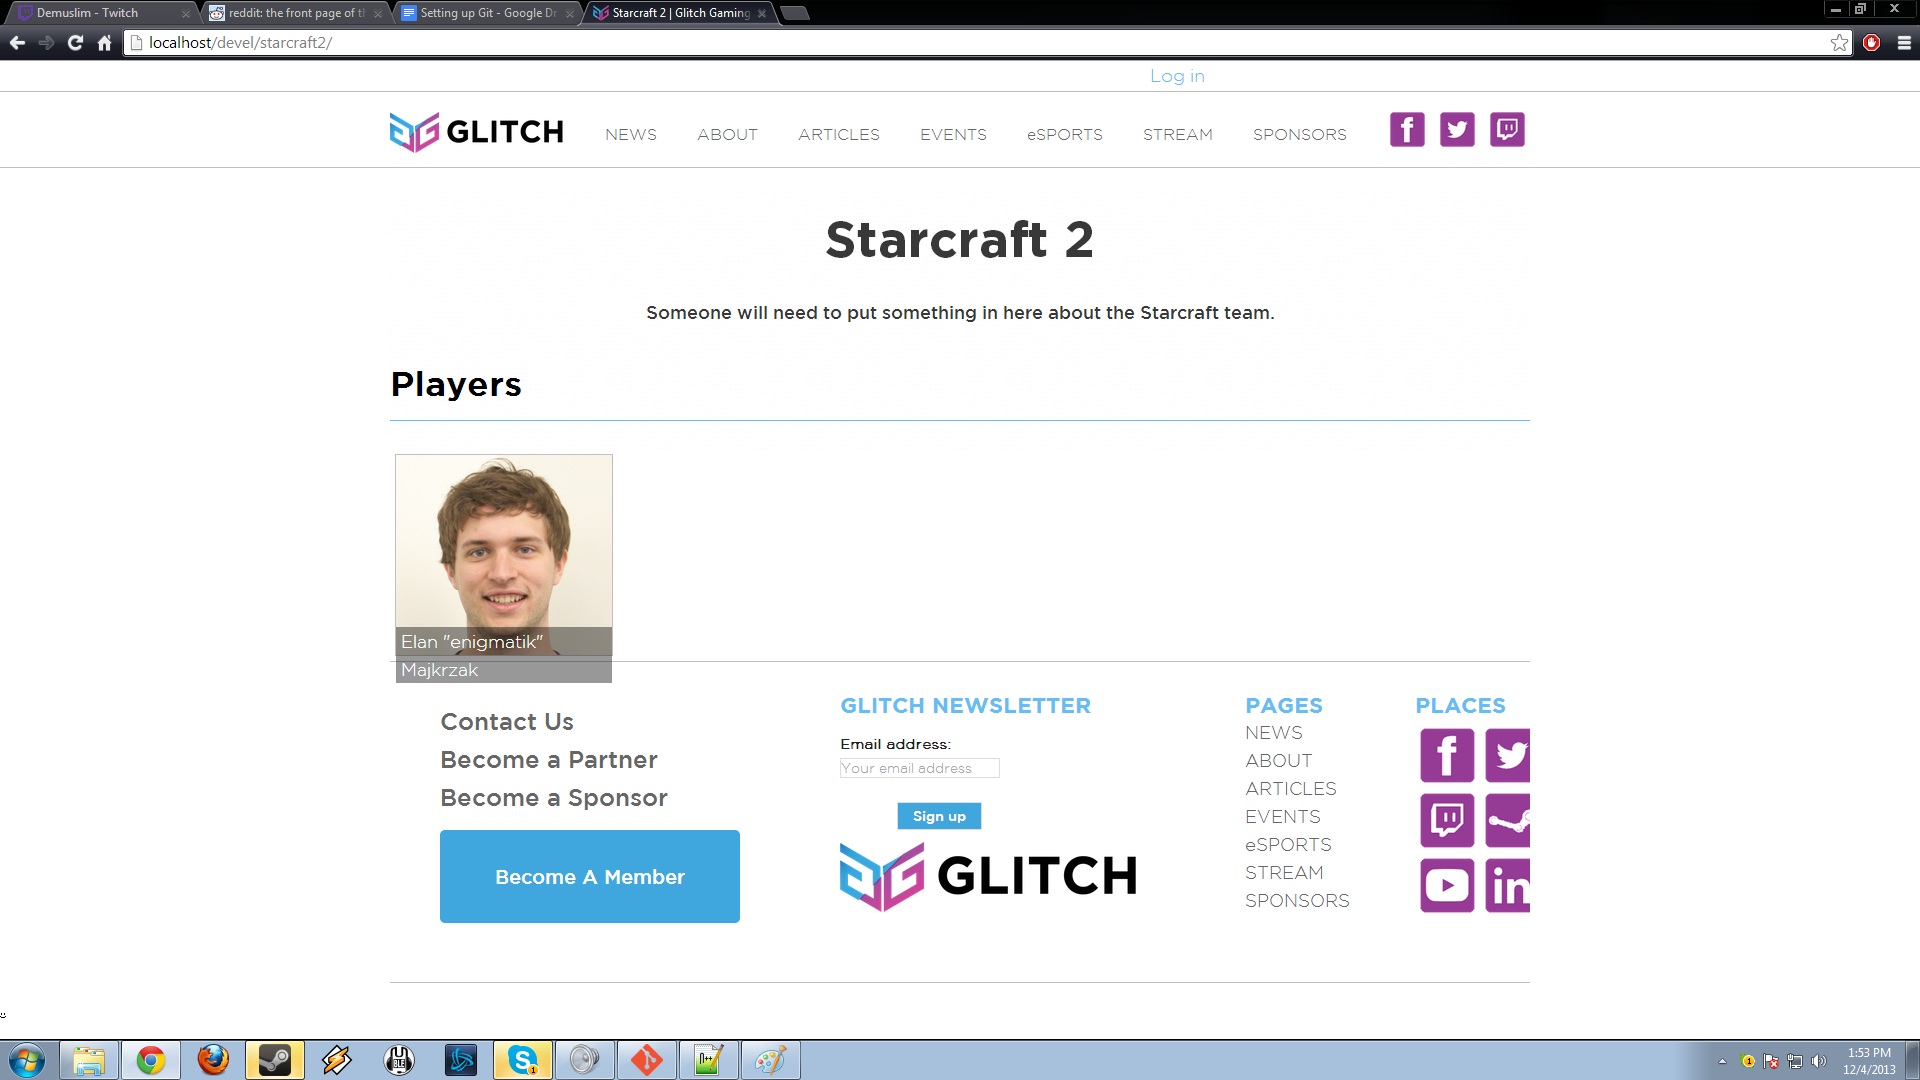 Demuslim - Twitch
reddit: the front page of t
Setting up Git - Google Dr
Starcraft 2 | Glitch Gaming
localhost/devel/starcraft2/
Log in
GLITCH
NEWS
ABOUT
ARTICLES
EVENTS
eSPORTS
STREAM
SPONSORS
Starcraft 2
Someone will need to put something in here about the Starcraft team.
Players
Elan "enigmatik"
Majkrzak
Contact Us
Become a Partner
Become a Sponsor
Become A Member
GLITCH NEWSLETTER
Email address:
Your email address
Sign up
GLITCH
PAGES
NEWS
ABOUT
ARTICLES
EVENTS
eSPORTS
STREAM
SPONSORS
PLACES
in
1:53 PM
12/4/2013